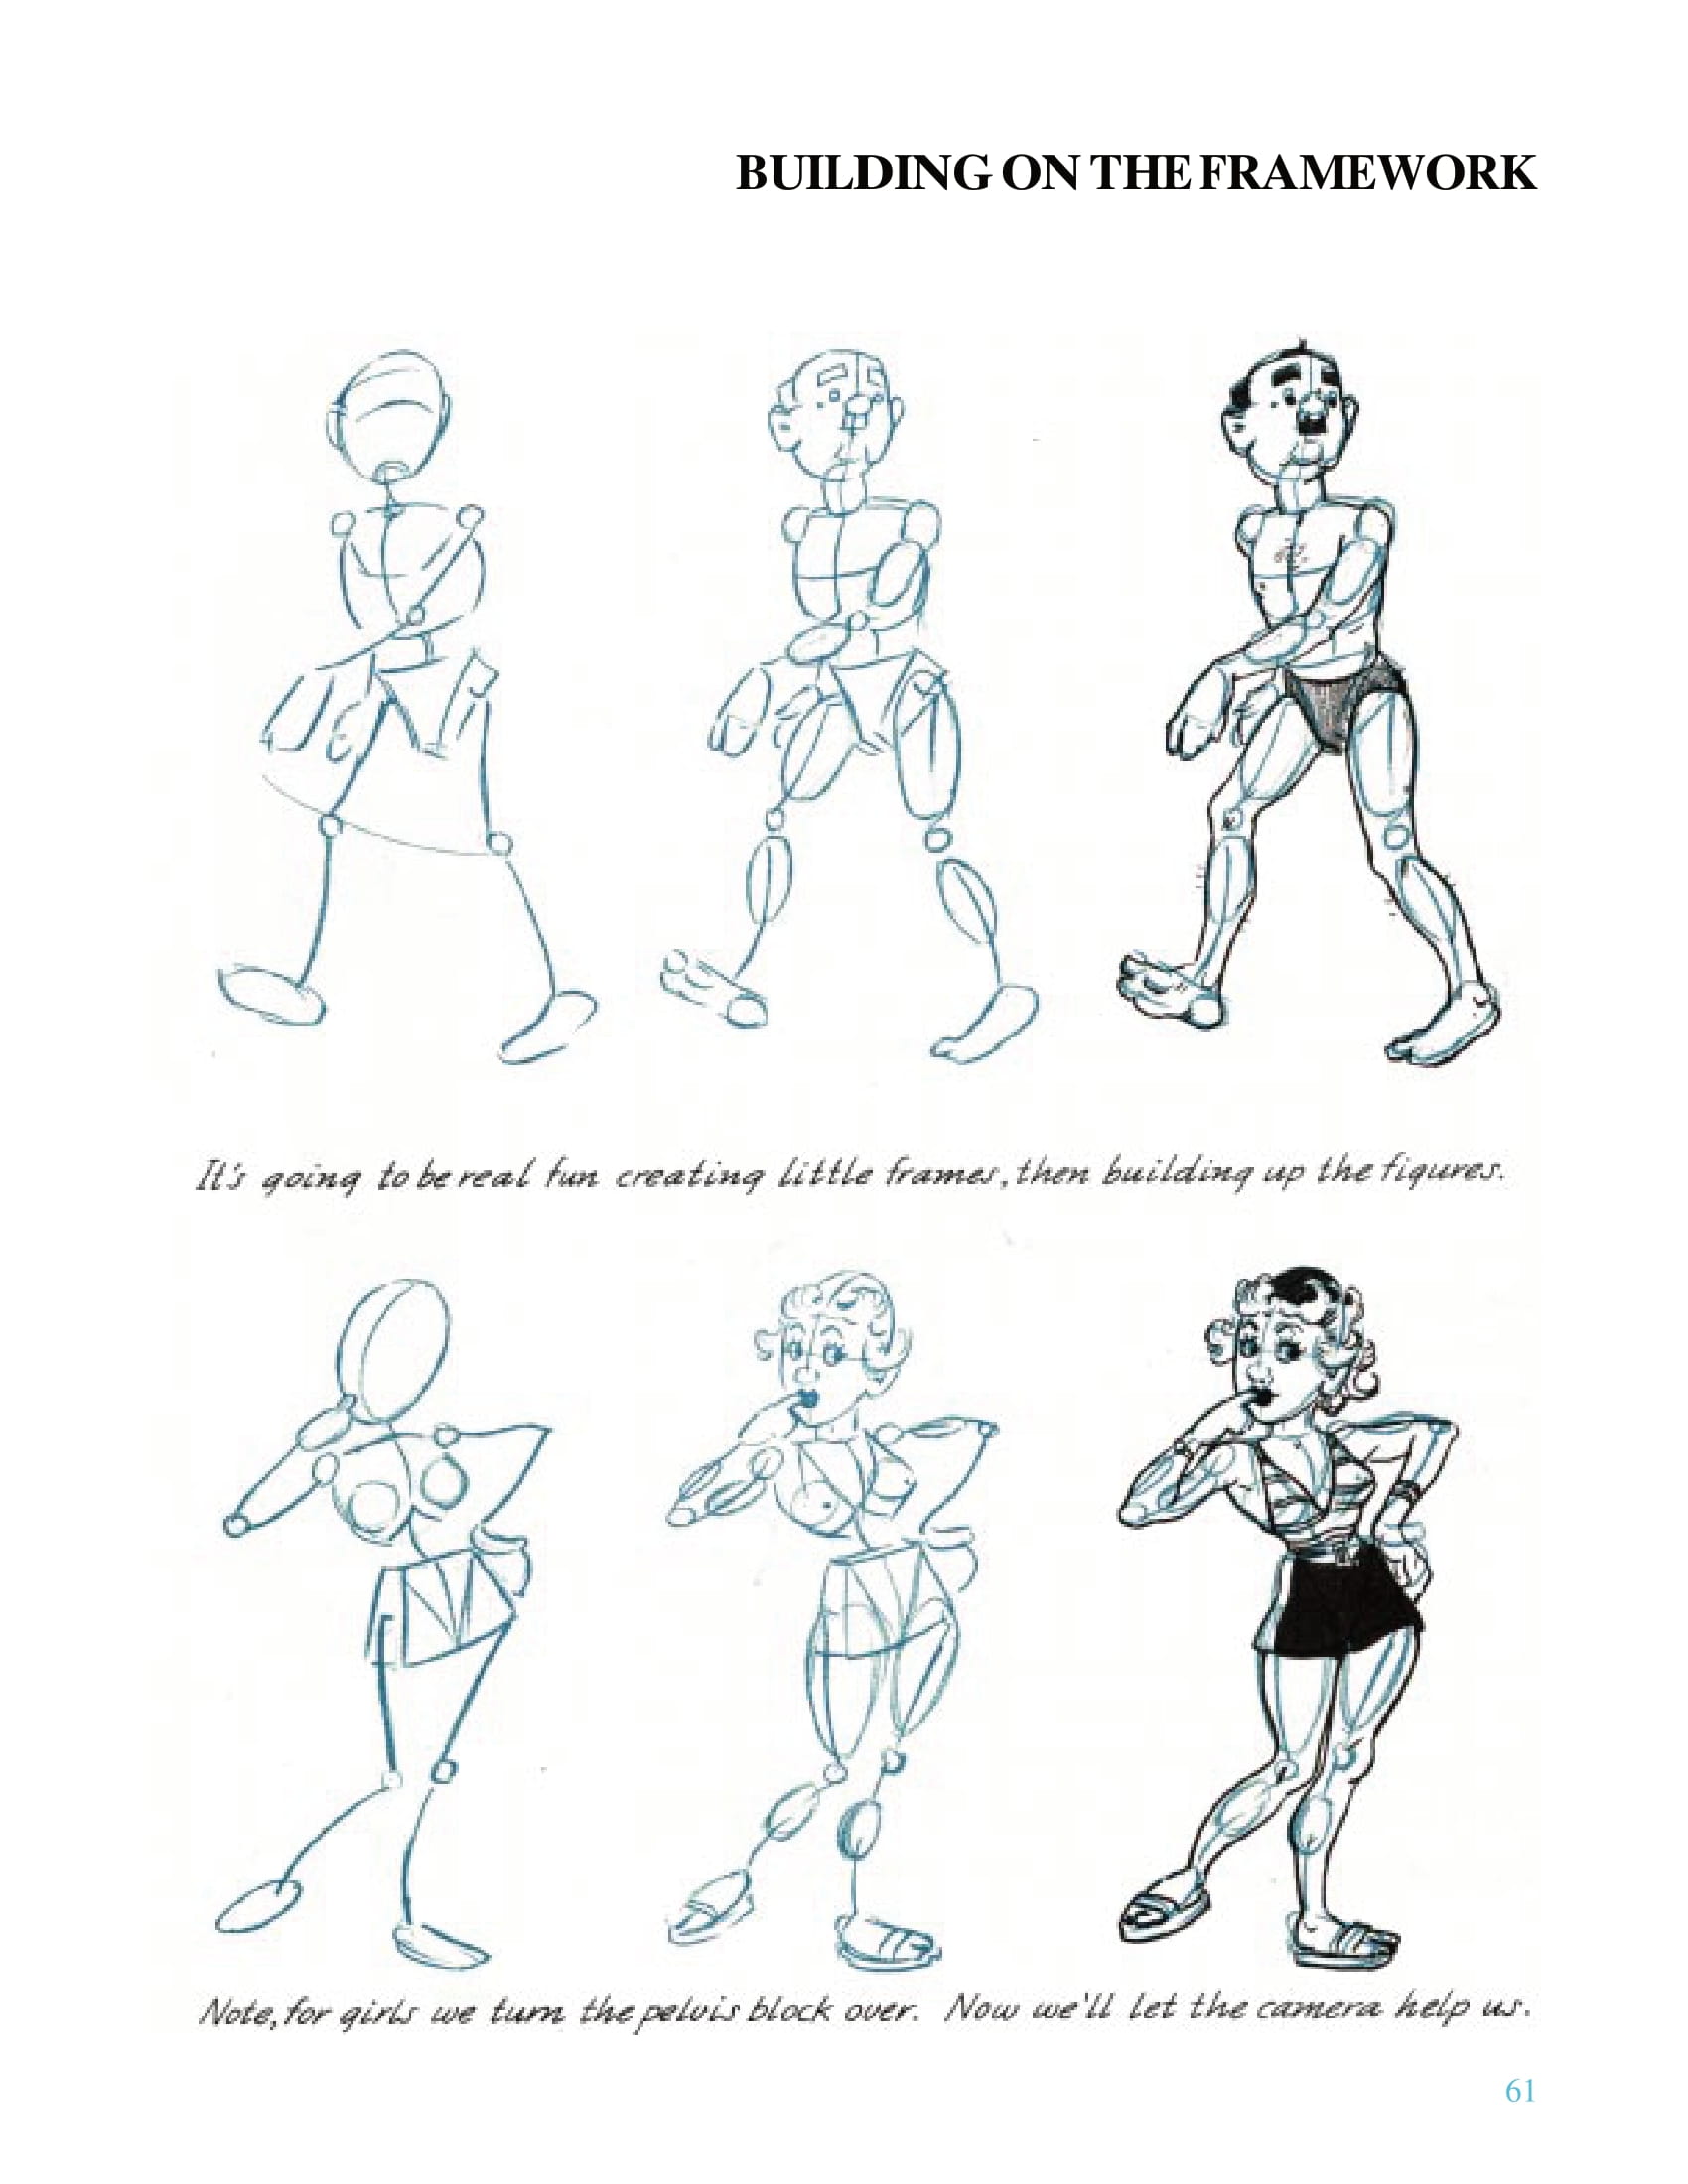 BUILDING ON THE FRAMEWORK
It's going to be real fun creating little frames, then building up the figures.
Note, for girls we turn the pelvis block over. Now we'll let the camera help us.
61